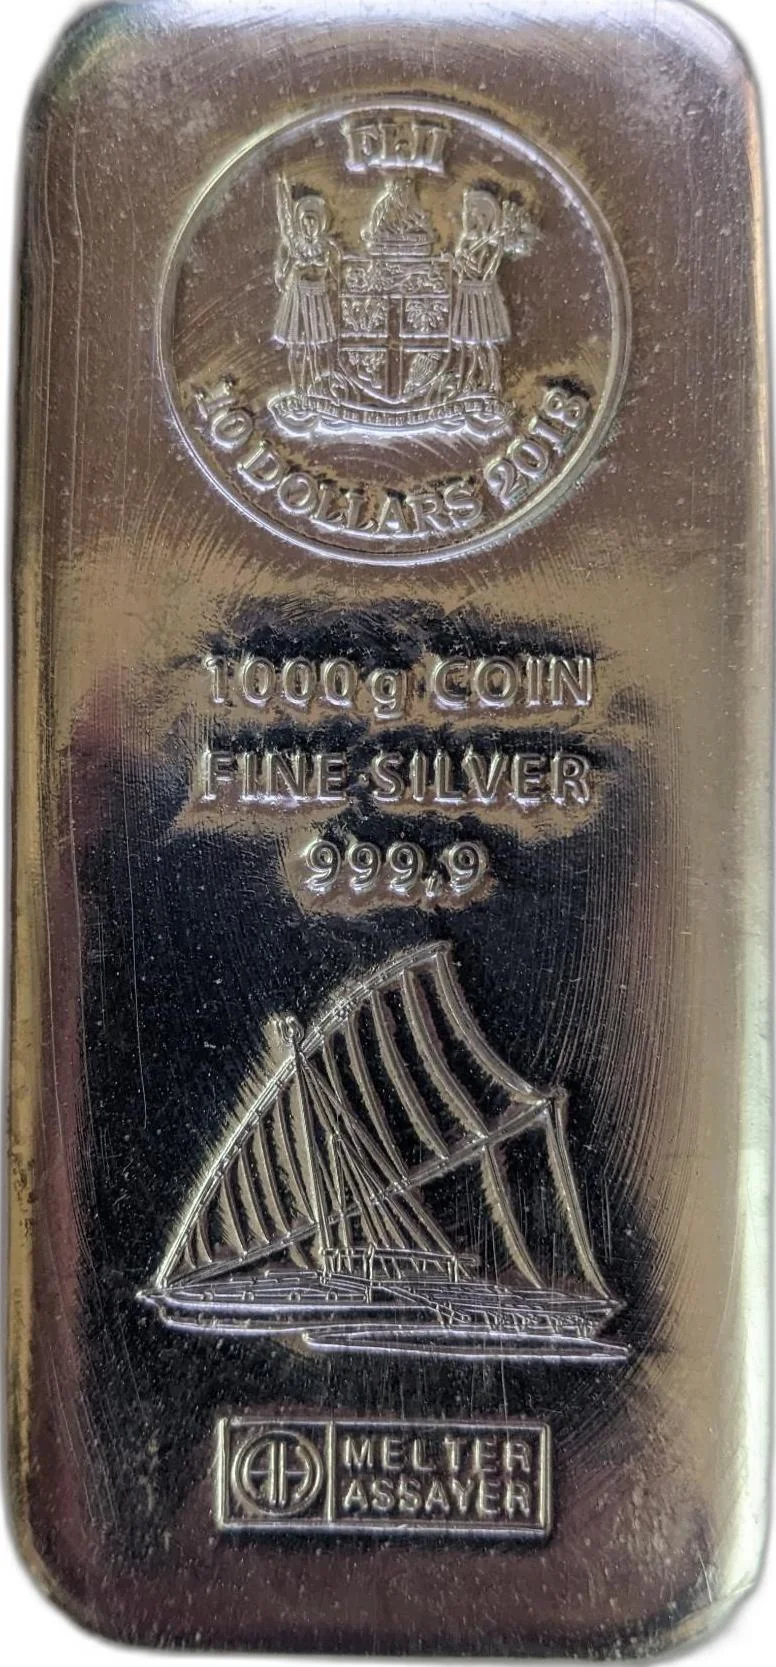 FIJI
10 DOLLARS 2018
1000g COIN
FINE SILVER
999,9
MELTER
ASSAYER